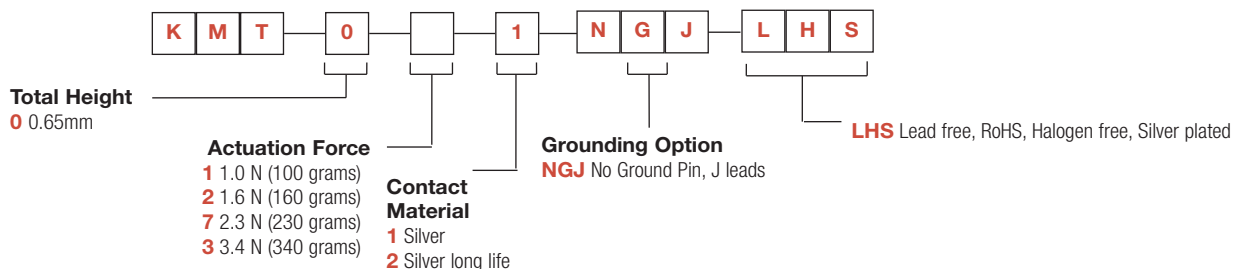 K M T 0 1 N G J L H S
Total Height
0 0.65mm
Actuation Force
1 1.0 N (100 grams)
2 1.6 N (160 grams)
7 2.3 N (230 grams)
3 3.4 N (340 grams)
Contact
Material
1 Silver
2 Silver long life
Grounding Option
NGJ No Ground Pin, J leads
LHS Lead free, RoHS, Halogen free, Silver plated